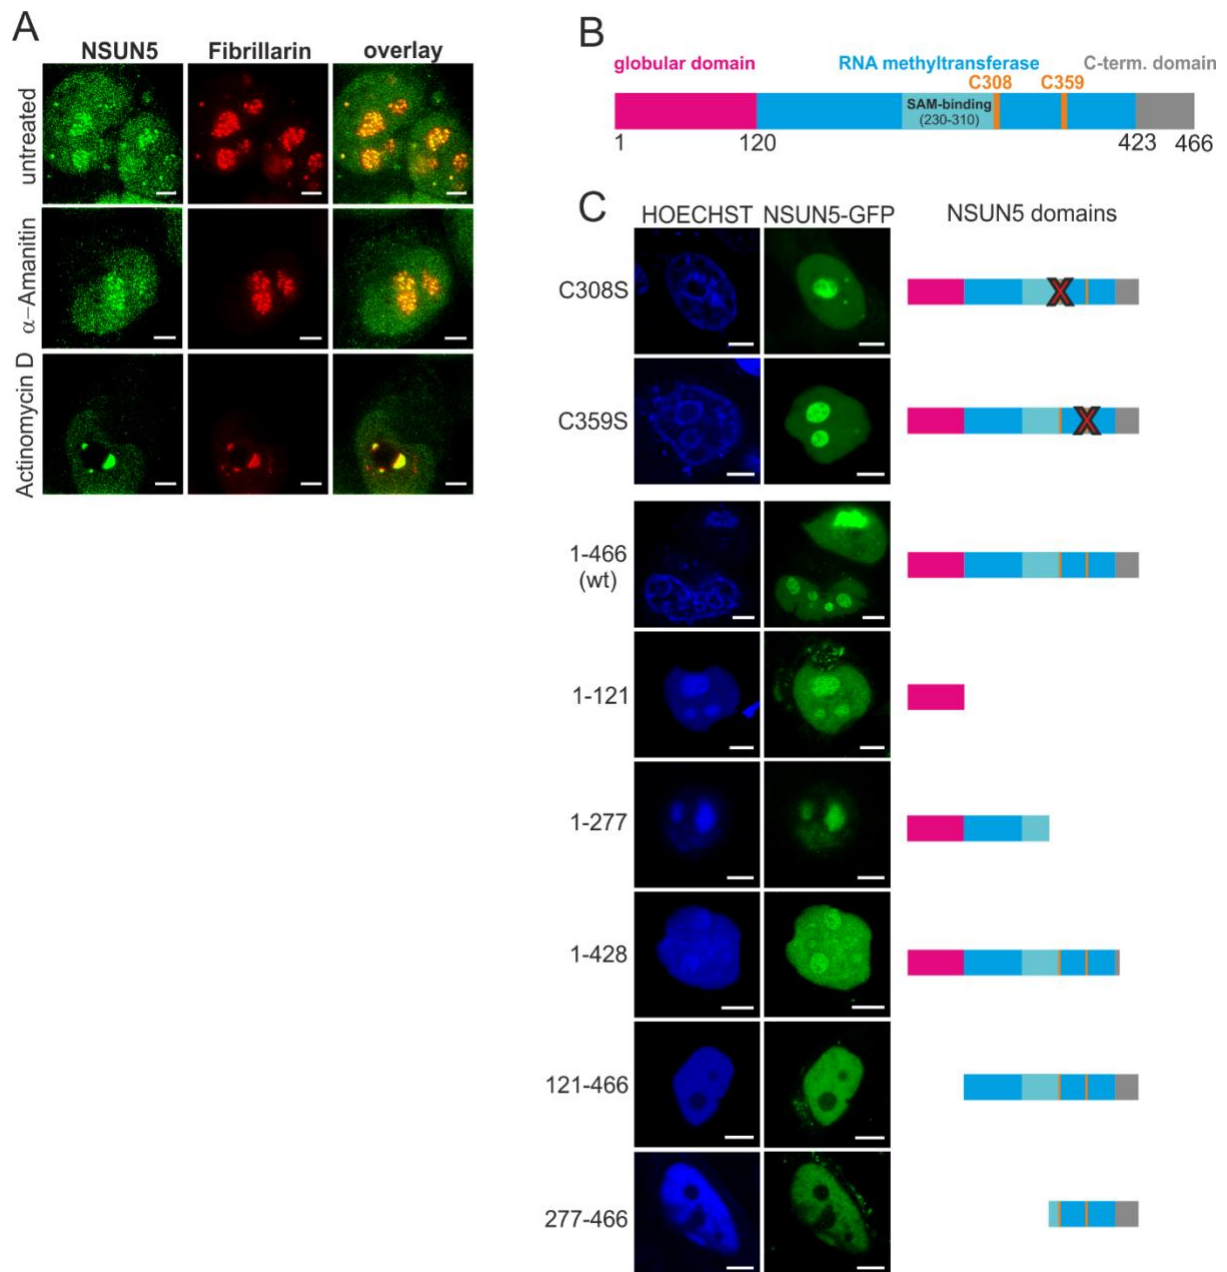 A
NSUN5 Fibrillarin overlay
untreated
α–Amanitin
Actinomycin D
B
globular domain RNA methyltransferase C-term. domain
C308 C359
SAM-binding
(230-310)
1 120 423 466
C
HOECHST NSUN5-GFP NSUN5 domains
C308S
X
C359S
X
1-466
(wt)
1-121
1-277
1-428
121-466
277-466